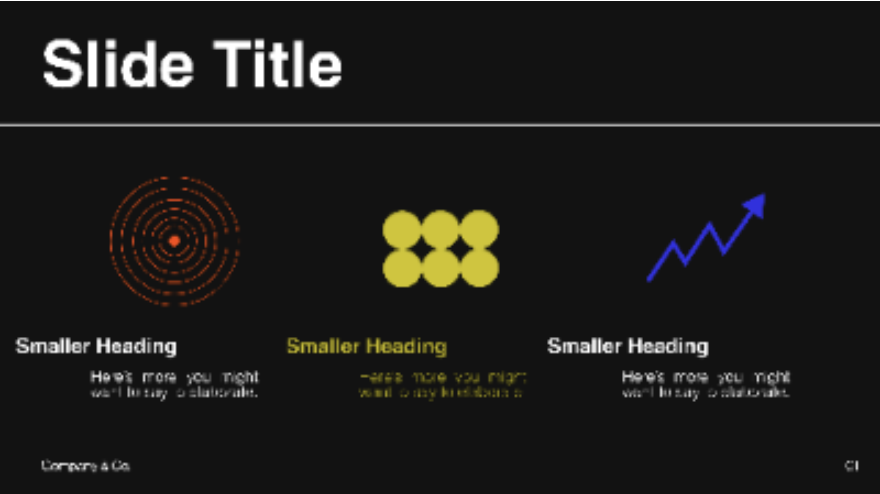 Slide Title
Smaller Heading
Here's more you might
want to say to elaborate.
Smaller Heading
Here's more you might
want to say to elaborate.
Smaller Heading
Here's more you might
want to say to elaborate.
Company & Co.
01